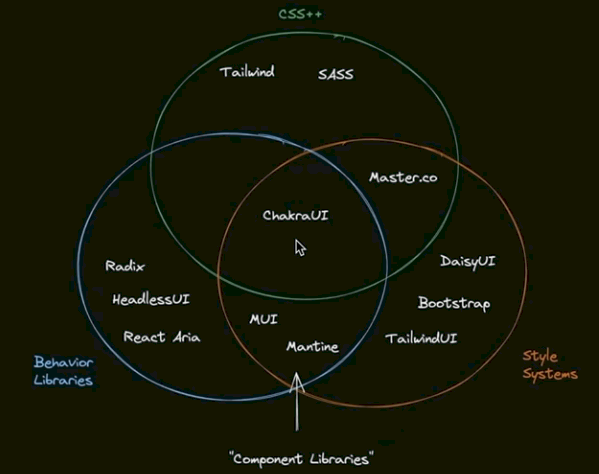 CSS++
Tailwind SASS
Master.co
ChakraUI
Radix
DaisyUI
HeadlessUI
Bootstrap
MUI
React Aria
TailwindUI
Mantine
Behavior
Libraries
Style
Systems
"Component Libraries"